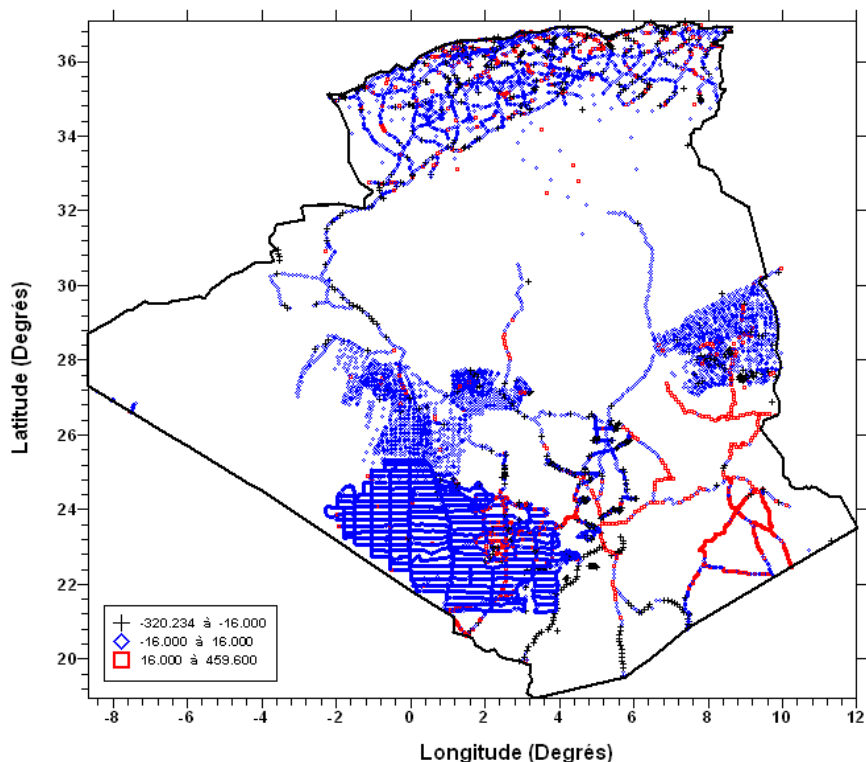 36
34
32
30
28
26
24
22
20
Latitude (Degrés)
-320.234 à -16.000
-16.000 à 16.000
16.000 à 459.600
-8 -6 -4 -2 0 2 4 6 8 10 12
Longitude (Degrés)